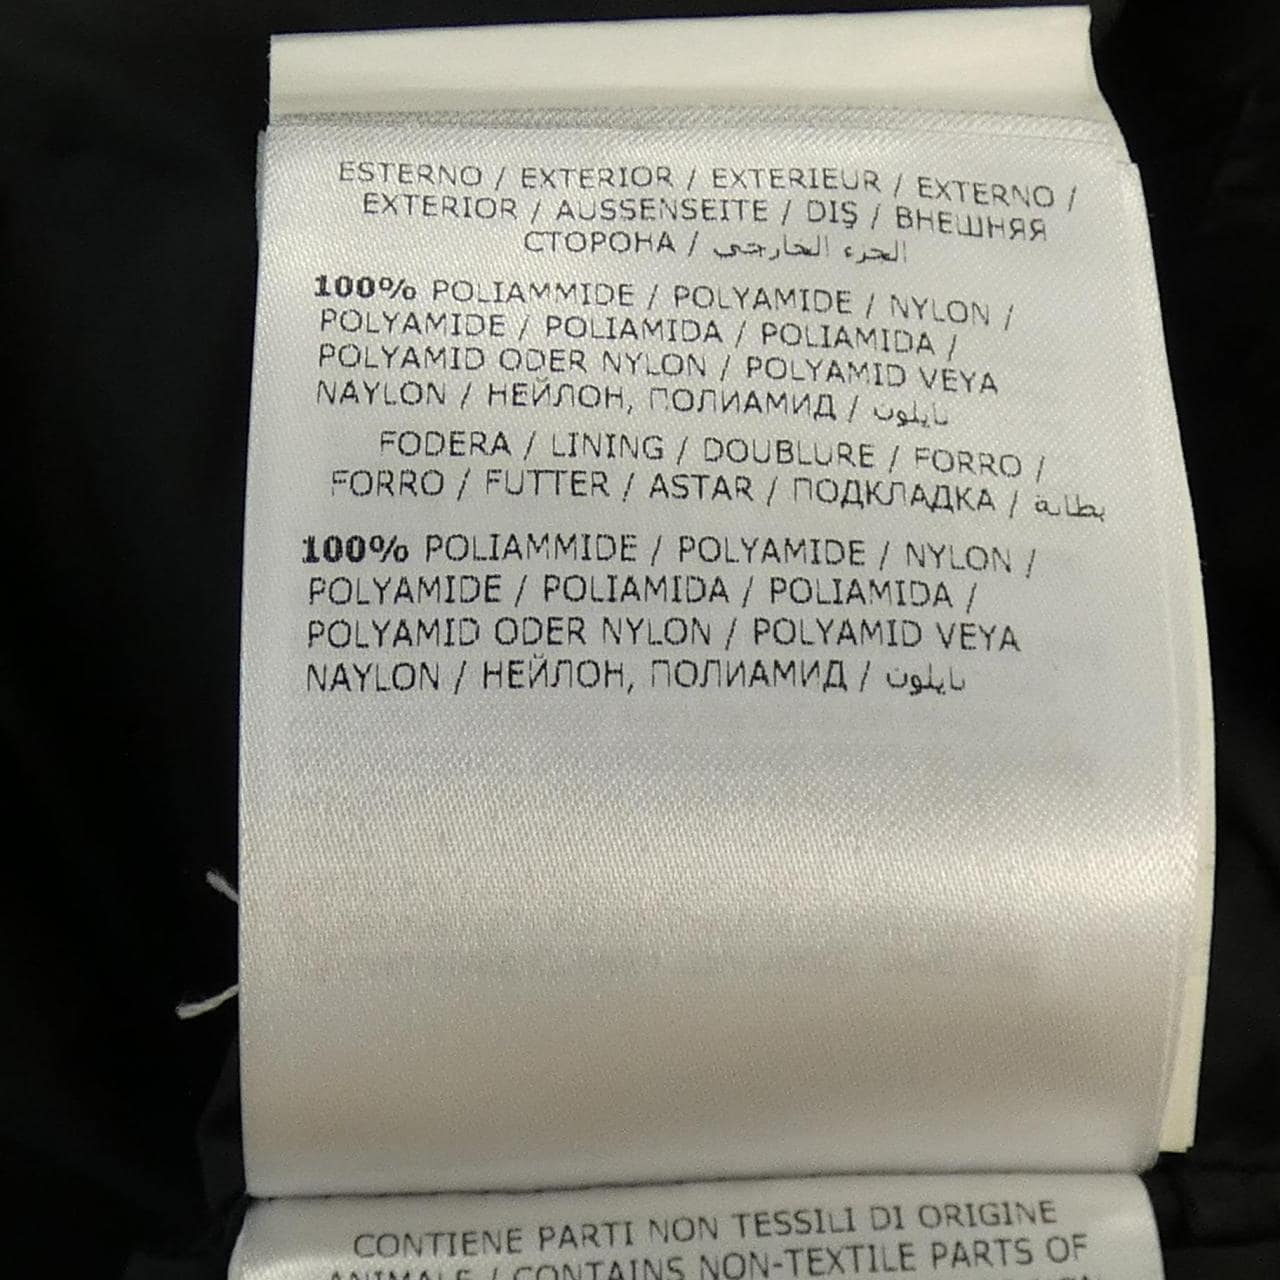 ESTERNO / EXTERIOR / EXTERIEUR / EXTERNO /
EXTERIOR / AUSSENSEITE / DIŞ / ВНЕШНЯЯ
СТОРОНА / الجزء الخارجي
100% POLIAMMIDE / POLYAMIDE / NYLON /
POLYAMIDE / POLIAMIDA / POLIAMIDA /
POLYAMID ODER NYLON / POLYAMID VEYA
NAYLON / НЕЙЛОН, ПОЛИАМИД / نايلون
FODERA / LINING / DOUBLURE / FORRO /
FORRO / FUTTER / ASTAR / ПОДКЛАДКА / بطانة
100% POLIAMMIDE / POLYAMIDE / NYLON /
POLYAMIDE / POLIAMIDA / POLIAMIDA /
POLYAMID ODER NYLON / POLYAMID VEYA
NAYLON / НЕЙЛОН, ПОЛИАМИД / نايلون
CONTIENE PARTI NON TESSILI DI ORIGINE
ANIMALE / CONTAINS NON-TEXTILE PARTS OF